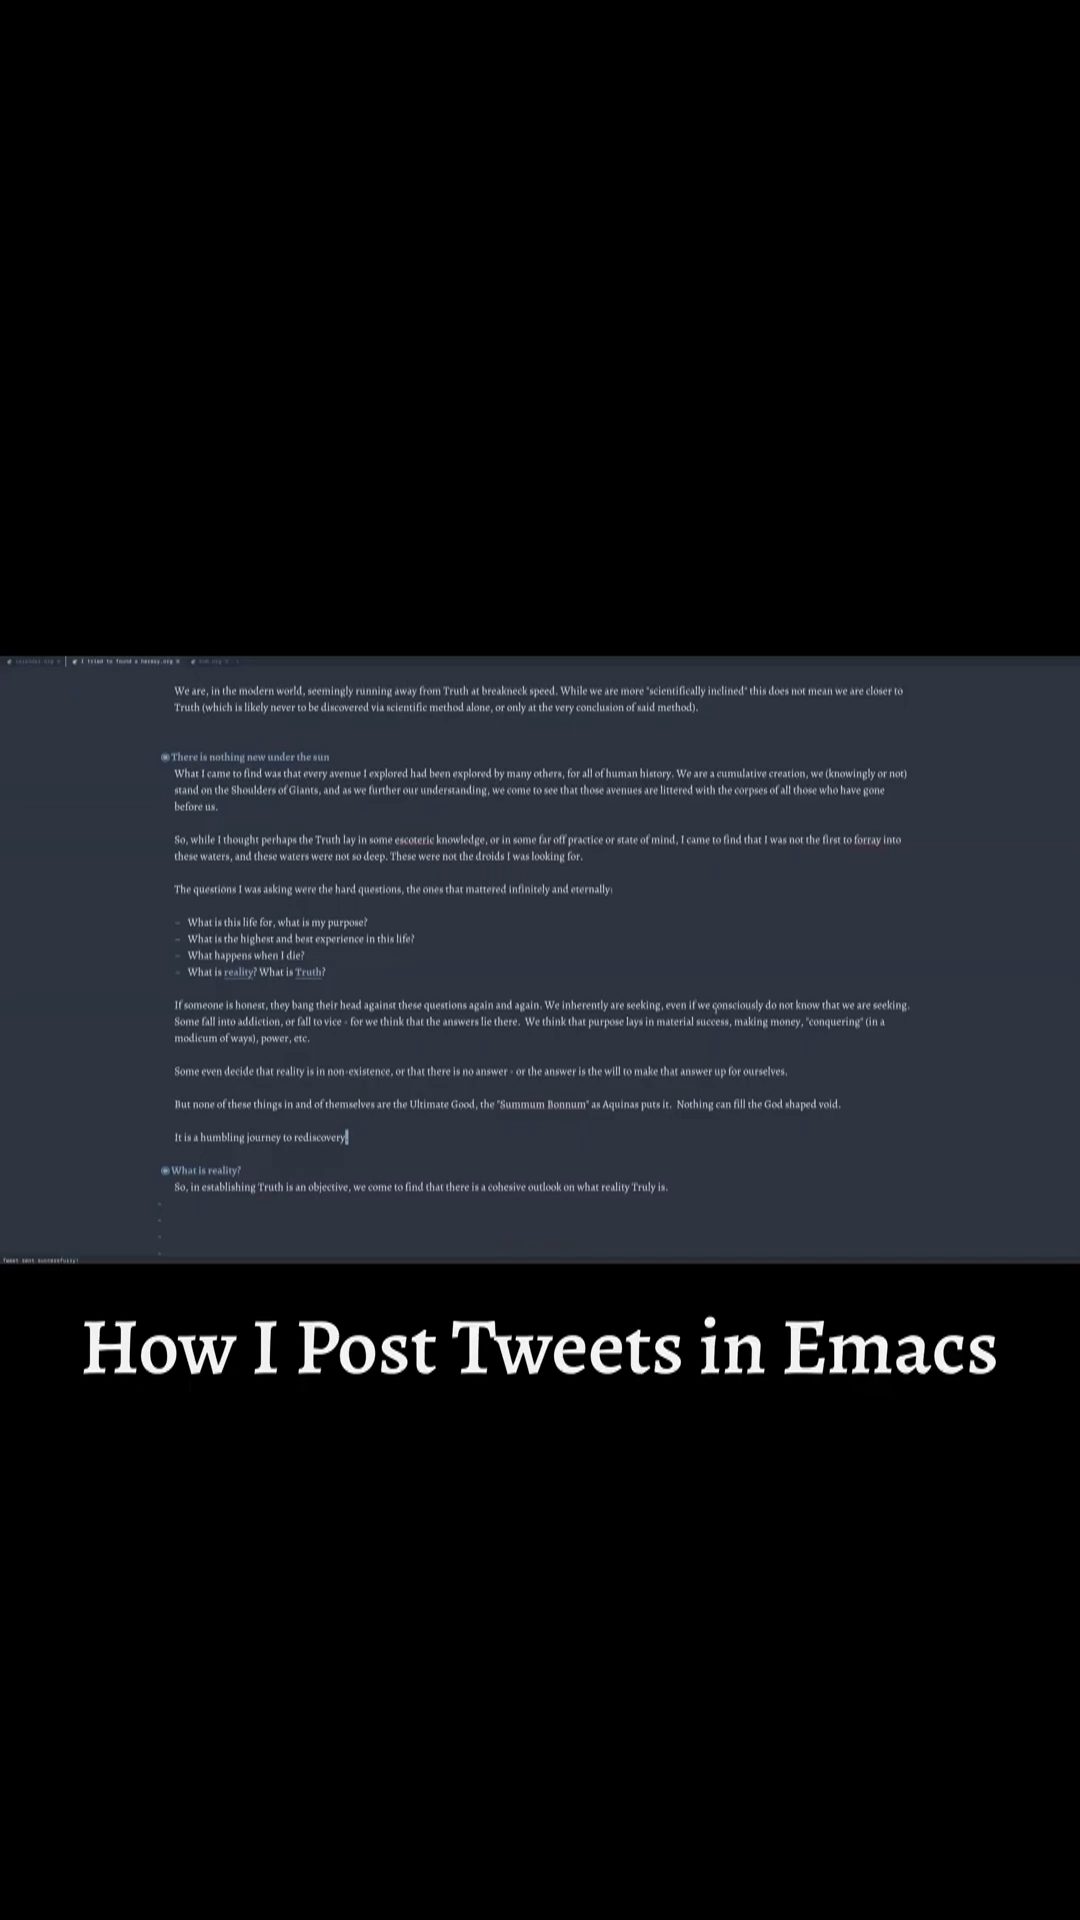 I tried to found a heresy.org
We are, in the modern world, seemingly running away from Truth at breakneck speed. While we are more "scientifically inclined" this does not mean we are closer to
Truth (which is likely never to be discovered via scientific method alone, or only at the very conclusion of said method).
There is nothing new under the sun
What I came to find was that every avenue I explored had been explored by many others, for all of human history. We are a cumulative creation, we (knowingly or not)
stand on the Shoulders of Giants, and as we further our understanding, we come to see that those avenues are littered with the corpses of all those who have gone
before us.
So, while I thought perhaps the Truth lay in some escoteric knowledge, or in some far off practice or state of mind, I came to find that I was not the first to forray into
these waters, and these waters were not so deep. These were not the droids I was looking for.
The questions I was asking were the hard questions, the ones that mattered infinitely and eternally:
- What is this life for, what is my purpose?
- What is the highest and best experience in this life?
- What happens when I die?
- What is reality? What is Truth?
If someone is honest, they bang their head against these questions again and again. We inherently are seeking, even if we consciously do not know that we are seeking.
Some fall into addiction, or fall to vice - for we think that the answers lie there.  We think that purpose lays in material success, making money, "conquering" (in a
modicum of ways), power, etc.
Some even decide that reality is in non-existence, or that there is no answer - or the answer is the will to make that answer up for ourselves.
But none of these things in and of themselves are the Ultimate Good, the "Summum Bonnum" as Aquinas puts it.  Nothing can fill the God shaped void.
It is a humbling journey to rediscovery
What is reality?
So, in establishing Truth is an objective, we come to find that there is a cohesive outlook on what reality Truly is.
Tweet sent successfully!
How I Post Tweets in Emacs